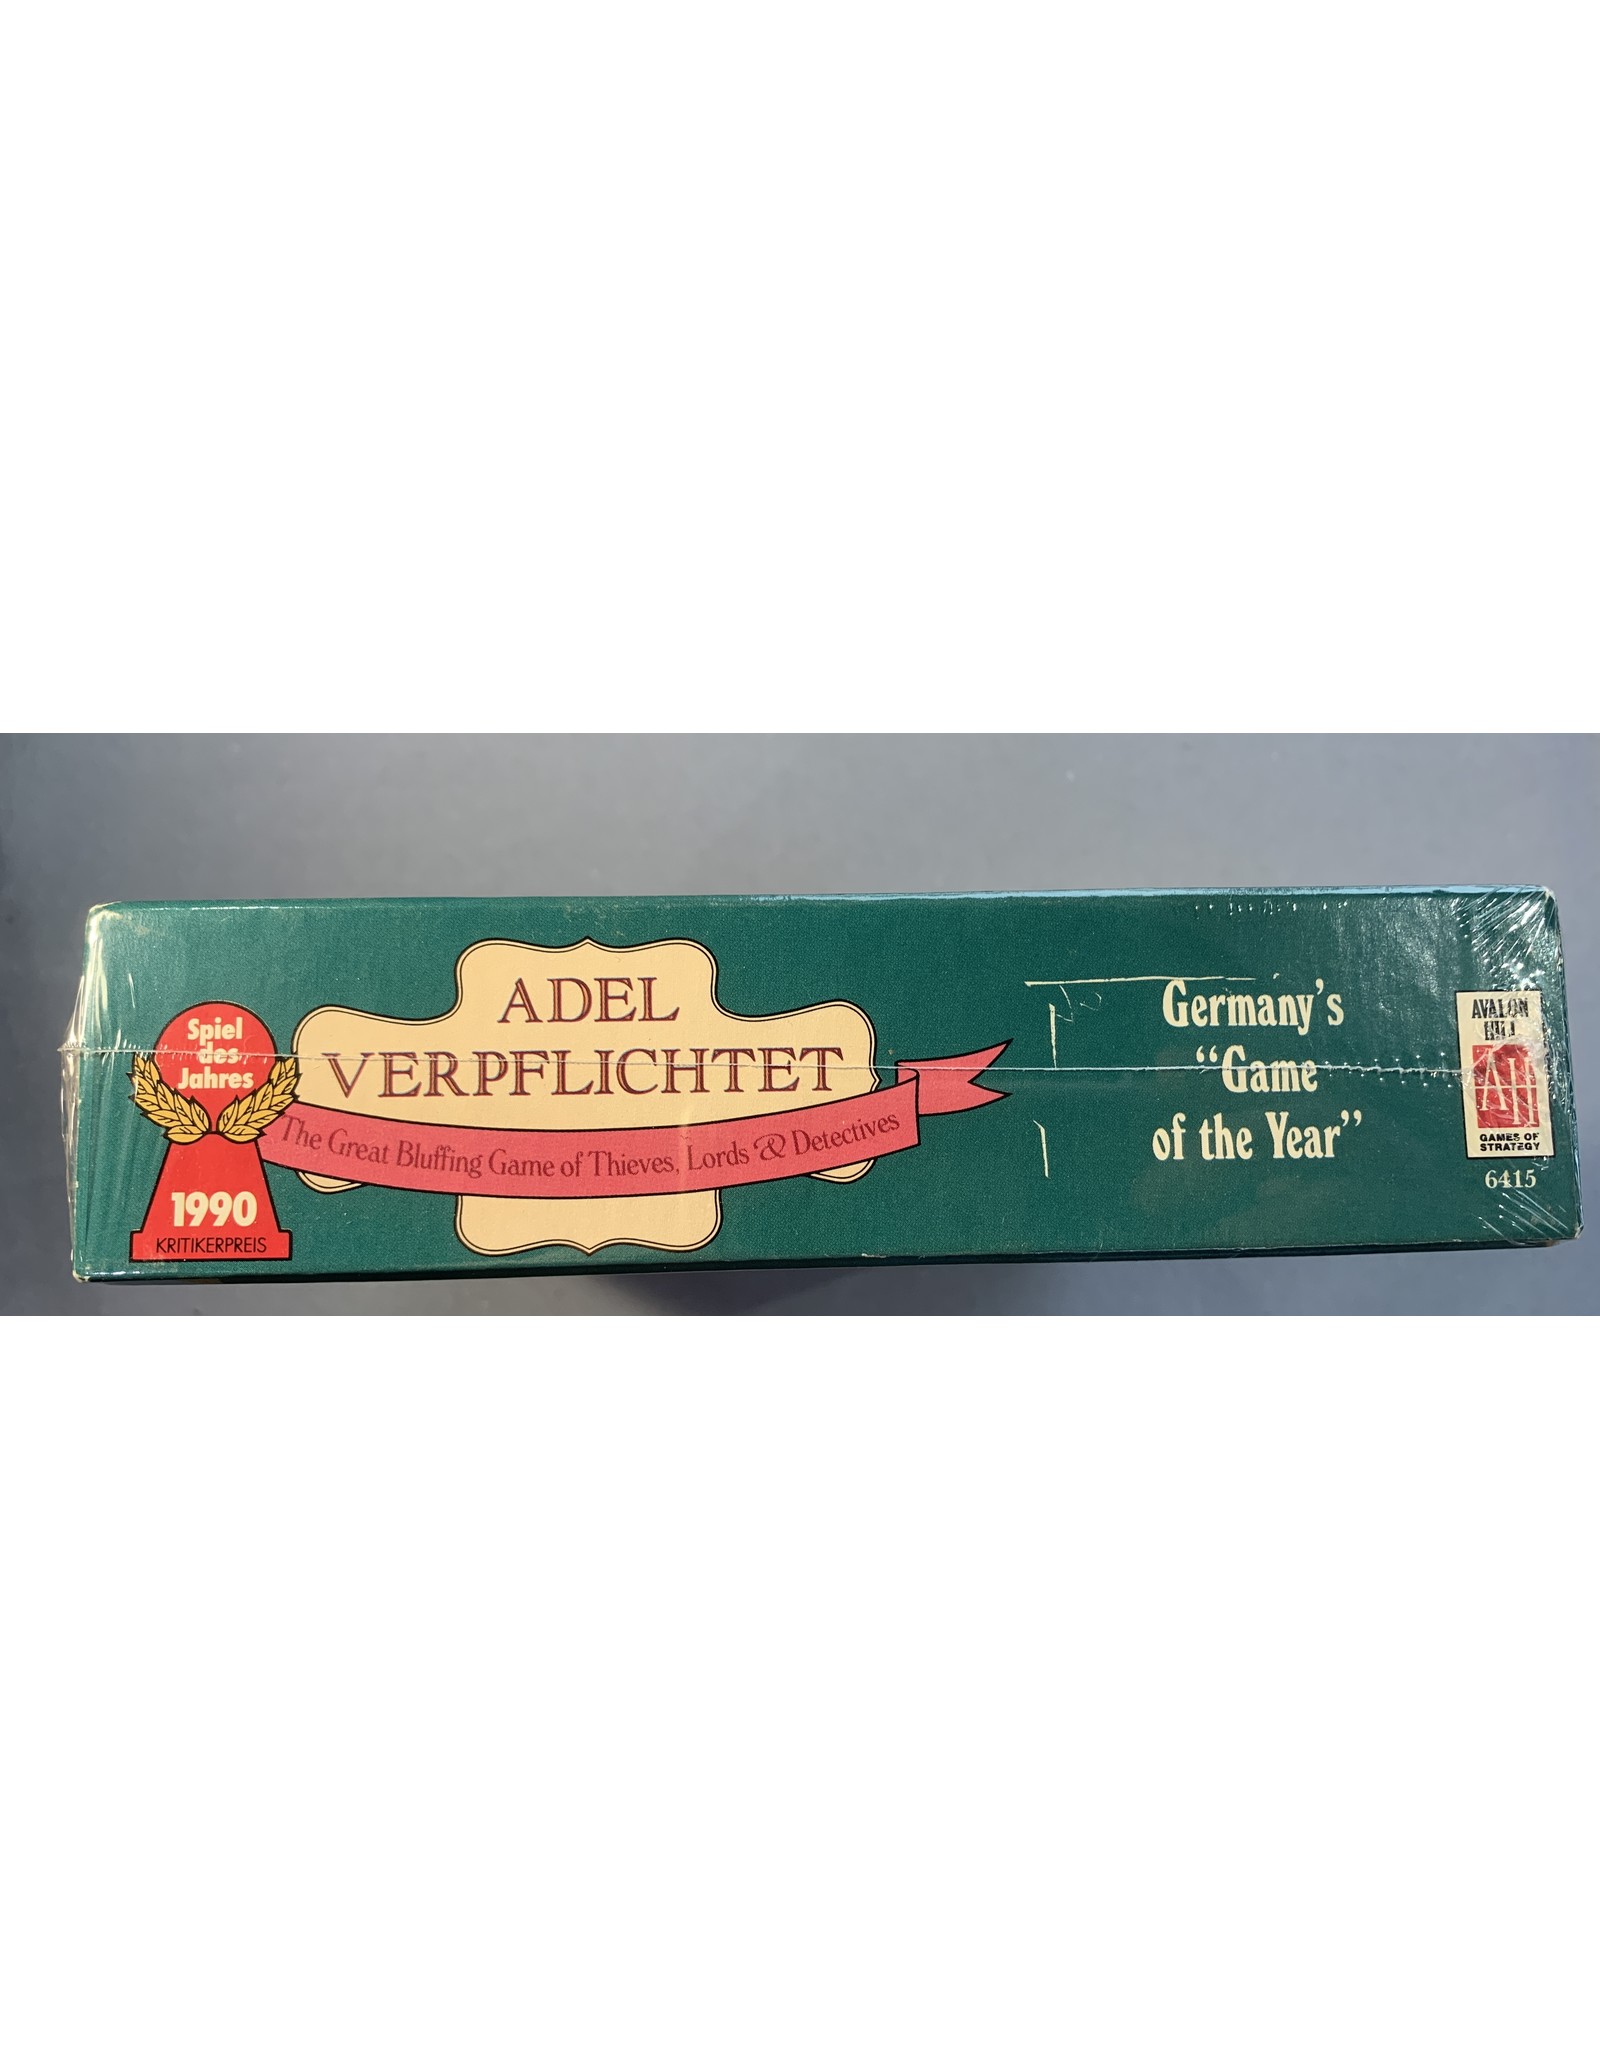 Spiel
des
Jahres
1990
KRITIKERPREIS
ADEL
VERPFLICHTET
The Great Bluffing Game of Thieves, Lords & Detectives
Germany's
“Game
of the Year”
AVALON
HILL
AH
GAMES OF
STRATEGY
6415